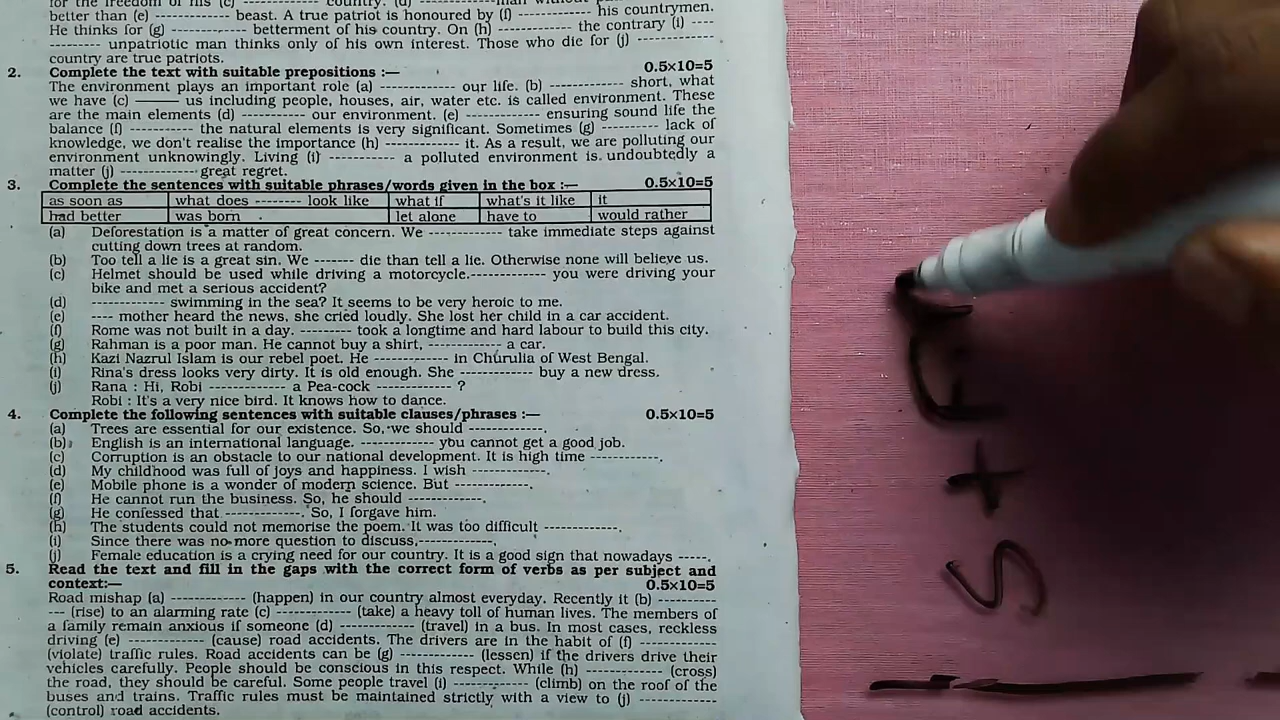 better than (e) ------------ beast. A true patriot is honoured by (f) ----------- his countrymen.
He thinks for (g) ------------ betterment of his country. On (h) ------------ the contrary (i) ----
--------- unpatriotic man thinks only of his own interest. Those who die for (j) -------------
country are true patriots.
2. Complete the text with suitable prepositions :— 0.5×10=5
The environment plays an important role (a) ------------ our life. (b) ----------- short, what
we have (c) ——— us including people, houses, air, water etc. is called environment. These
are the main elements (d) ----------- our environment. (e) ------------ ensuring sound life the
balance (f) ----------- the natural elements is very significant. Sometimes (g) ---------- lack of
knowledge, we don't realise the importance (h) ------------- it. As a result, we are polluting our
environment unknowingly. Living (i) ----------- a polluted environment is undoubtedly a
matter (j) ------------- great regret.
3. Complete the sentences with suitable phrases/words given in the box :— 0.5×10=5
as soon as what does -------- look like what if what's it like it
had better was born let alone have to would rather
(a) Deforestation is a matter of great concern. We ------------ take immediate steps against
cutting down trees at random.
(b) Too tell a lie is a great sin. We ------- die than tell a lie. Otherwise none will believe us.
(c) Helmet should be used while driving a motorcycle.------------- you were driving your
bike and met a serious accident?
(d) ------------- swimming in the sea? It seems to be very heroic to me.
(e) ---- mother heard the news, she cried loudly. She lost her child in a car accident.
(f) Rome was not built in a day. --------- took a longtime and hard labour to build this city.
(g) Rahman is a poor man. He cannot buy a shirt, ------------ a car.
(h) Kazi Nazrul Islam is our rebel poet. He ------------ in Churulia of West Bengal.
(i) Rina's dress looks very dirty. It is old enough. She ------------ buy a new dress.
(j) Rana : Hi, Robi ------------- a Pea-cock ------------- ?
Robi : It's a very nice bird. It knows how to dance.
4. Complete the following sentences with suitable clauses/phrases :— 0.5×10=5
(a) Trees are essential for our existence. So, we should -------------.
(b) English is an international language. ------------- you cannot get a good job.
(c) Corruption is an obstacle to our national development. It is high time ------------.
(d) My childhood was full of joys and happiness. I wish -------------.
(e) Mobile phone is a wonder of modern science. But -------------.
(f) He cannot run the business. So, he should -------------.
(g) He confessed that -------------. So, I forgave him.
(h) The students could not memorise the poem. It was too difficult -------------.
(i) Since there was no more question to discuss,-------------.
(j) Female education is a crying need for our country. It is a good sign that nowadays -----.
5. Read the text and fill in the gaps with the correct form of verbs as per subject and
context:— 0.5×10=5
Road mishap (a) ------------- (happen) in our country almost everyday. Recently it (b) ----------
--- (rise) to an alarming rate (c) ------------- (take) a heavy toll of human lives. The members of
a family remain anxious if someone (d) ------------- (travel) in a bus. In most cases, reckless
driving (e) ------------- (cause) road accidents. The drivers are in the habit of (f) -------------
(violate) traffic rules. Road accidents can be (g) ------------- (lessen) if the drivers drive their
vehicles carefully. People should be conscious in this respect. While (h) ------------- (cross)
the road, they should be careful. Some people travel (i) ------------- (climb) on the roof of the
buses and trains. Traffic rules must be maintained strictly with a view to (j) -------------
(control) road accidents.
S +